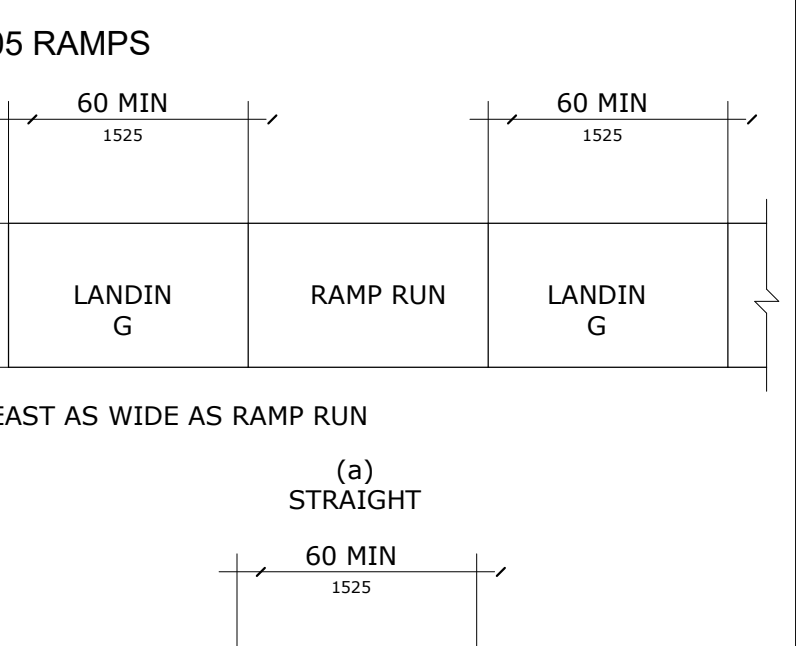 05 RAMPS
60 MIN
1525
60 MIN
1525
LANDIN
G
RAMP RUN
LANDIN
G
EAST AS WIDE AS RAMP RUN
(a)
STRAIGHT
60 MIN
1525